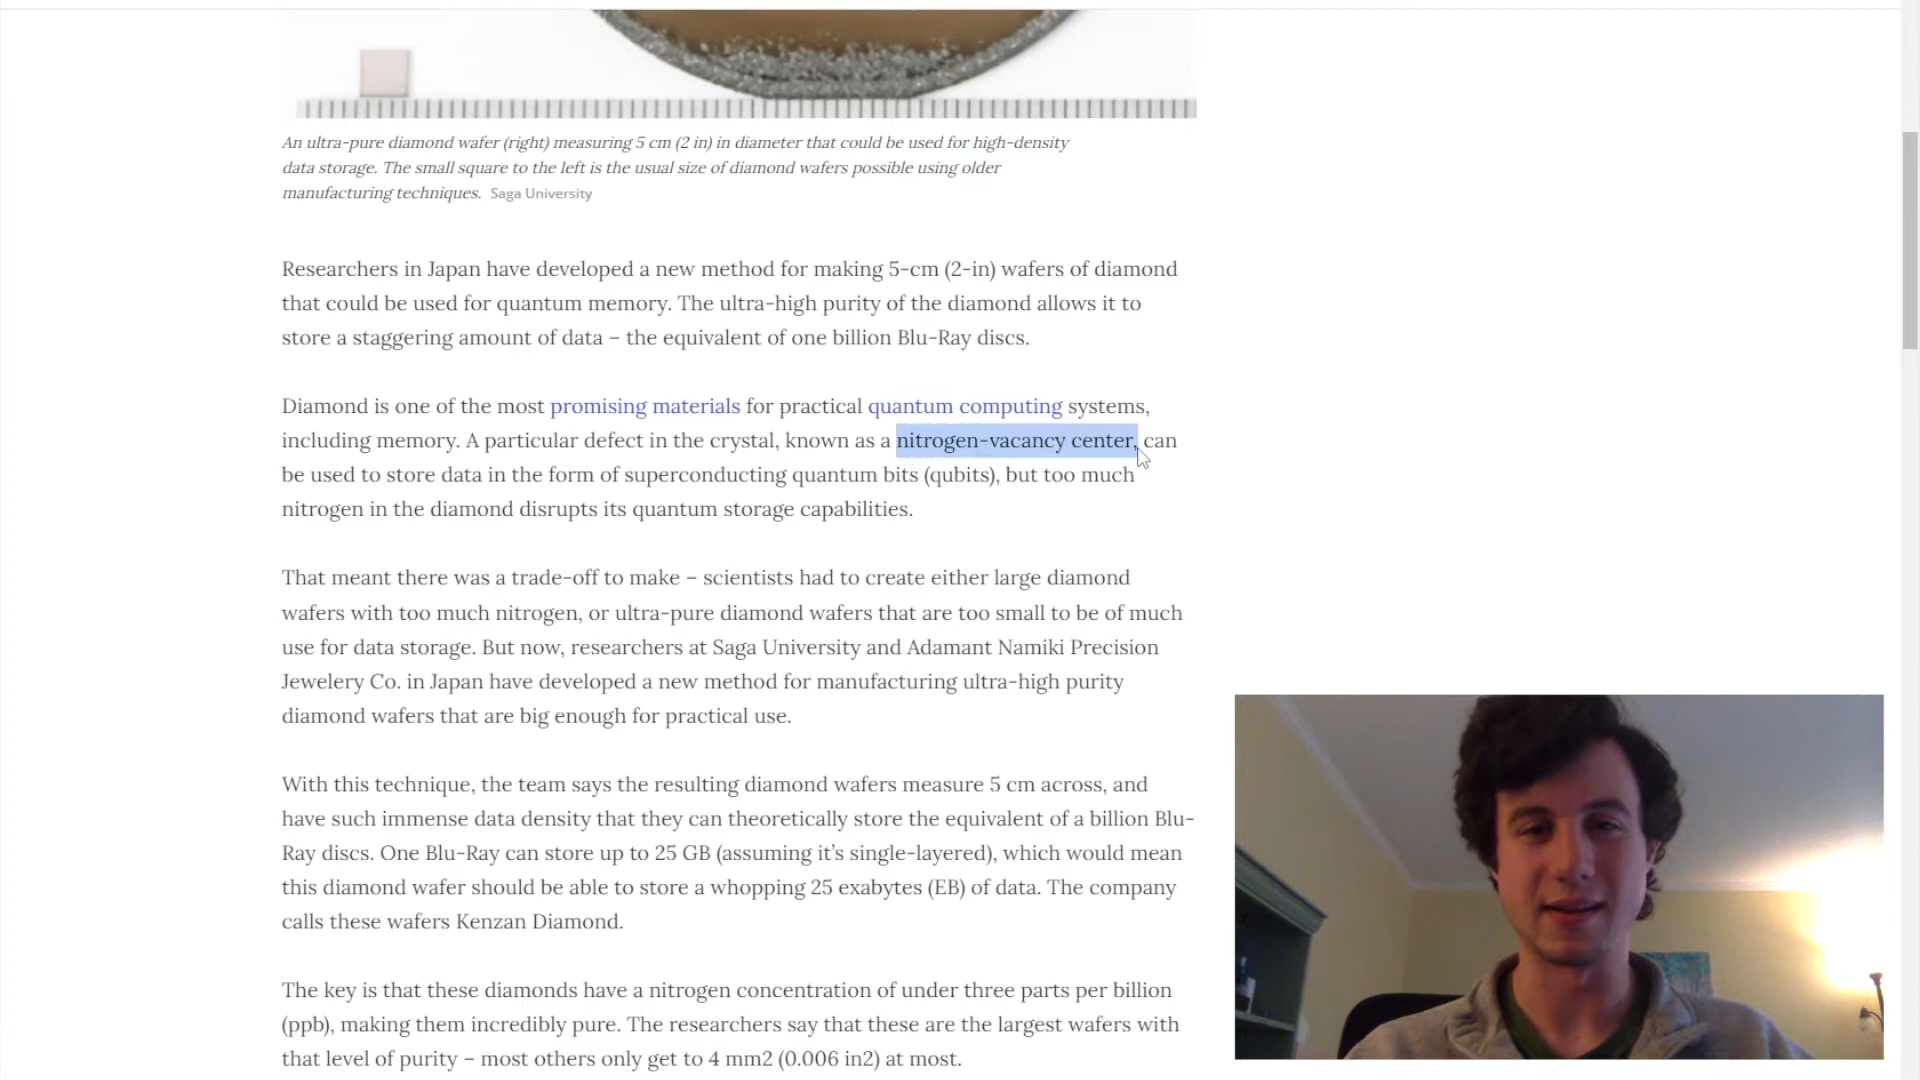 An ultra-pure diamond wafer (right) measuring 5 cm (2 in) in diameter that could be used for high-density
data storage. The small square to the left is the usual size of diamond wafers possible using older
manufacturing techniques. Saga University
Researchers in Japan have developed a new method for making 5-cm (2-in) wafers of diamond
that could be used for quantum memory. The ultra-high purity of the diamond allows it to
store a staggering amount of data – the equivalent of one billion Blu-Ray discs.
Diamond is one of the most promising materials for practical quantum computing systems,
including memory. A particular defect in the crystal, known as a nitrogen-vacancy center, can
be used to store data in the form of superconducting quantum bits (qubits), but too much
nitrogen in the diamond disrupts its quantum storage capabilities.
That meant there was a trade-off to make – scientists had to create either large diamond
wafers with too much nitrogen, or ultra-pure diamond wafers that are too small to be of much
use for data storage. But now, researchers at Saga University and Adamant Namiki Precision
Jewelery Co. in Japan have developed a new method for manufacturing ultra-high purity
diamond wafers that are big enough for practical use.
With this technique, the team says the resulting diamond wafers measure 5 cm across, and
have such immense data density that they can theoretically store the equivalent of a billion Blu-
Ray discs. One Blu-Ray can store up to 25 GB (assuming it’s single-layered), which would mean
this diamond wafer should be able to store a whopping 25 exabytes (EB) of data. The company
calls these wafers Kenzan Diamond.
The key is that these diamonds have a nitrogen concentration of under three parts per billion
(ppb), making them incredibly pure. The researchers say that these are the largest wafers with
that level of purity – most others only get to 4 mm2 (0.006 in2) at most.